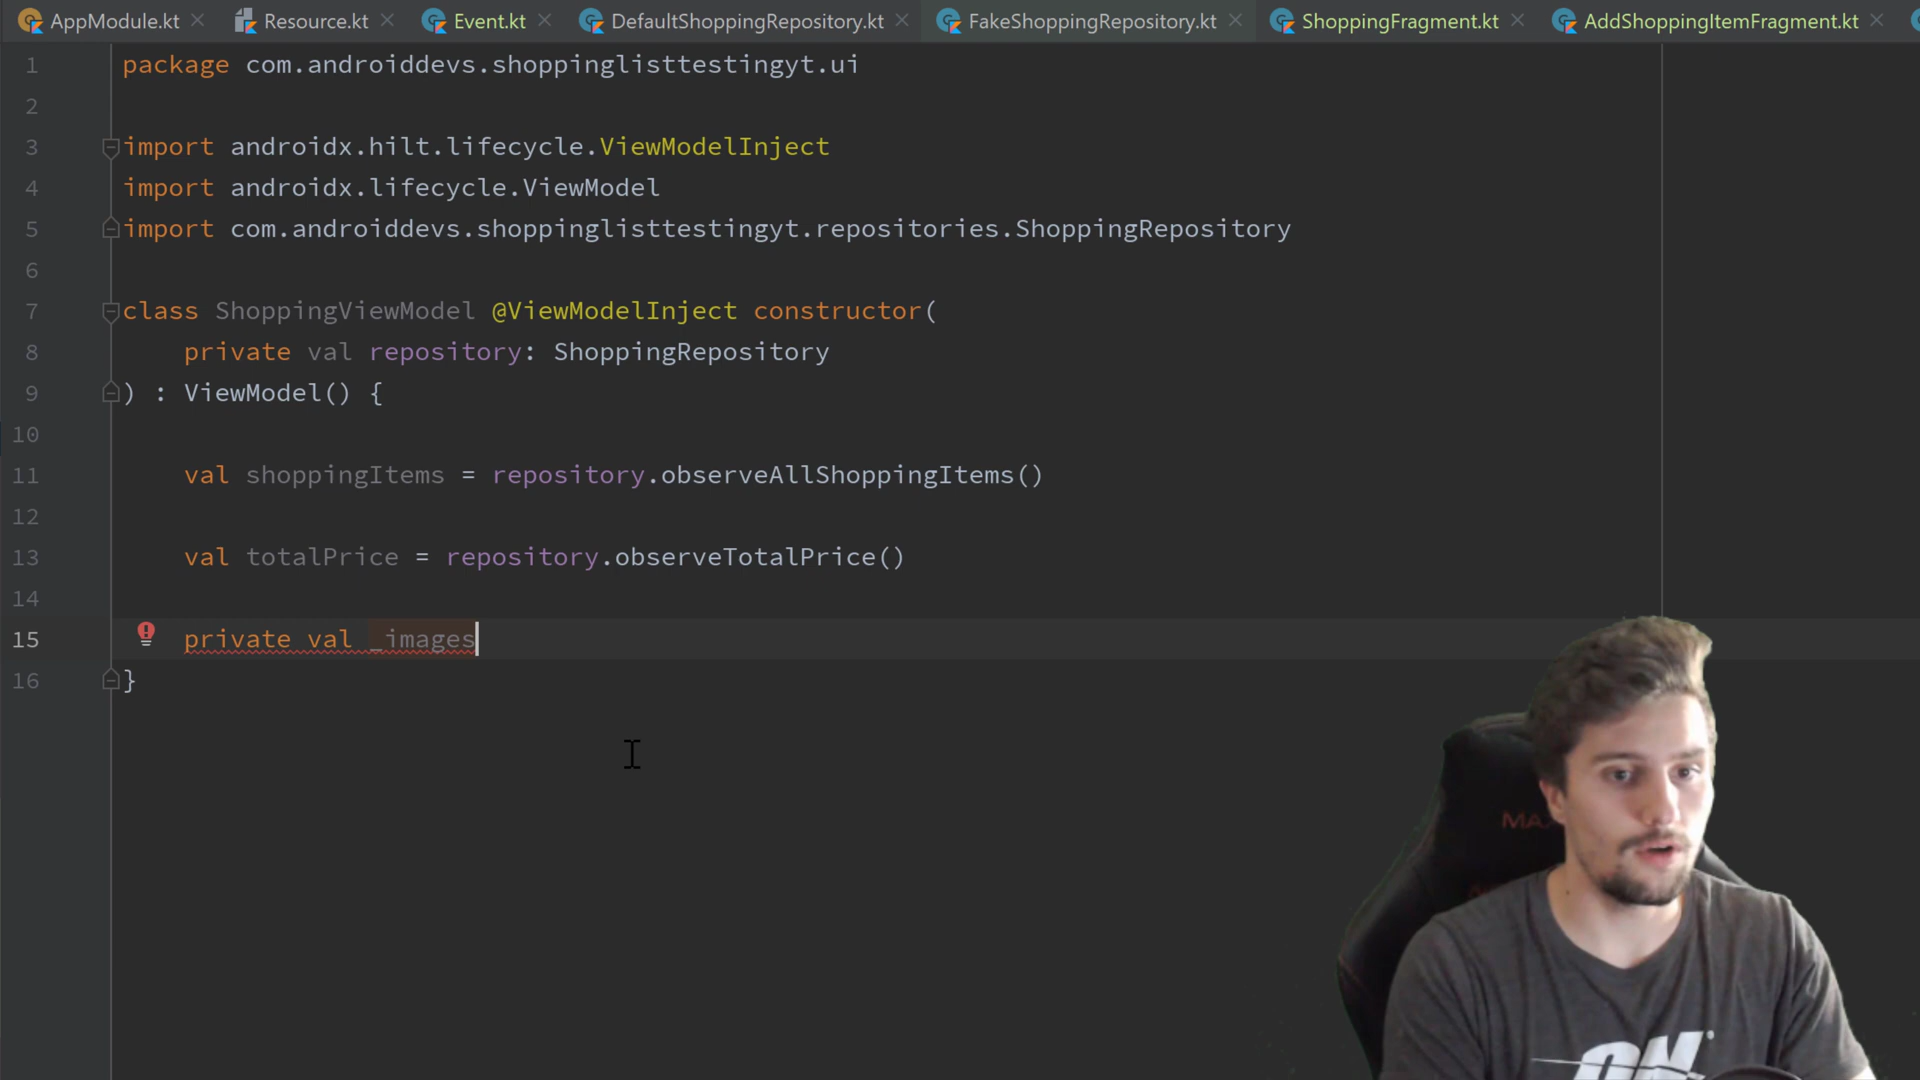 AppModule.kt Resource.kt Event.kt DefaultShoppingRepository.kt FakeShoppingRepository.kt ShoppingFragment.kt AddShoppingItemFragment.kt
1 package com.androiddevs.shoppinglisttestingyt.ui
2
3 import androidx.hilt.lifecycle.ViewModelInject
4 import androidx.lifecycle.ViewModel
5 import com.androiddevs.shoppinglisttestingyt.repositories.ShoppingRepository
6
7 class ShoppingViewModel @ViewModelInject constructor(
8 private val repository: ShoppingRepository
9 ) : ViewModel() {
10
11 val shoppingItems = repository.observeAllShoppingItems()
12
13 val totalPrice = repository.observeTotalPrice()
14
15 private val _images
16 }
ON